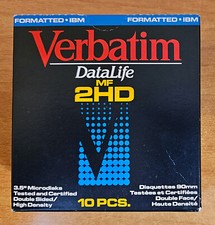 FORMATTED • IBM FORMATTED • IBM
Verbatim
DataLife
MF
2HD
3.5" Microdisks
Tested and Certified
Double Sided/
High Density
Disquettes 90mm
Testées et Certifiées
Double Face/
Haute Densité
10 PCS.